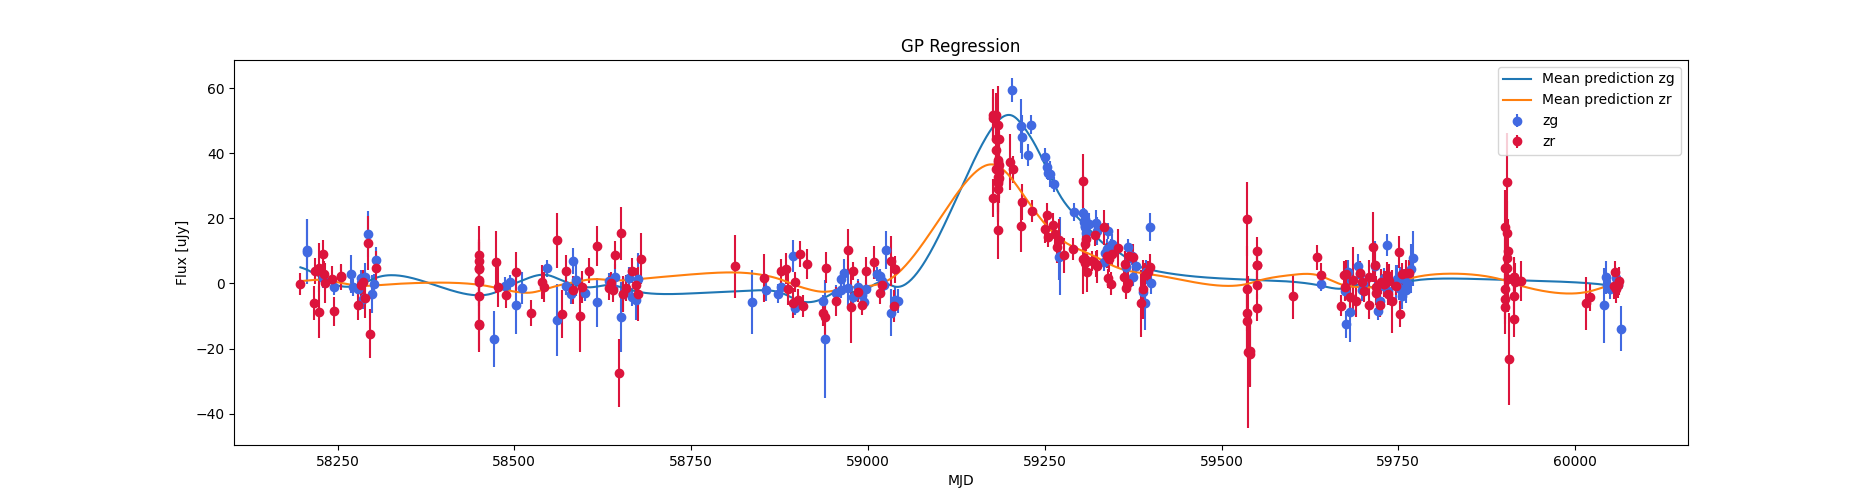 GP Regression
Mean prediction zg
Mean prediction zr
zg
zr
Flux [uJy]
60
40
20
0
−20
−40
58250 58500 58750 59000 59250 59500 59750 60000
MJD